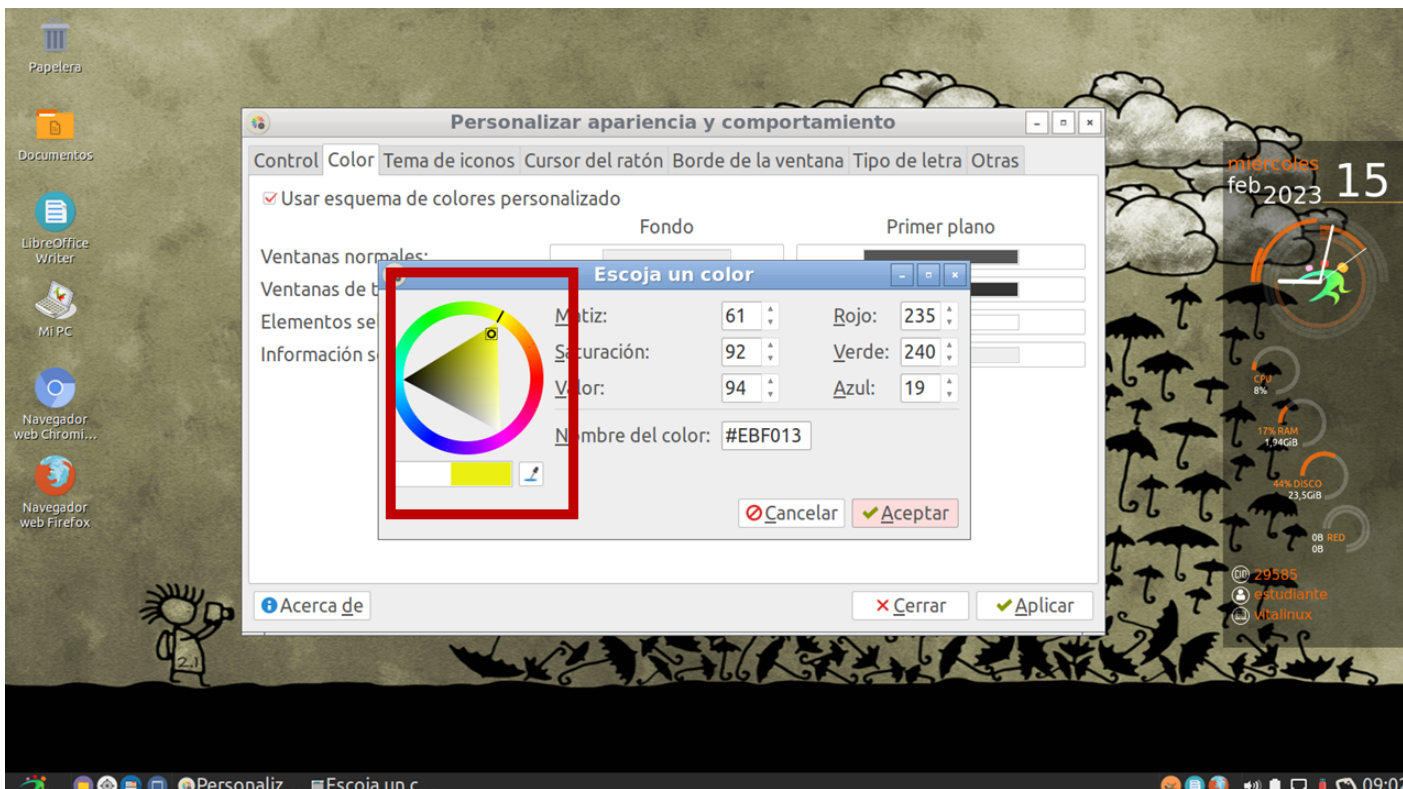 Papelera
Documentos
LibreOffice
Writer
Mi PC
Navegador
web Chromi...
Navegador
web Firefox
Personalizar apariencia y comportamiento
Control Color Tema de iconos Cursor del ratón Borde de la ventana Tipo de letra Otras
Usar esquema de colores personalizado
Fondo Primer plano
Ventanas normales:
Ventanas de t
Elementos se
Información s
Escoja un color
Matiz: 61 Rojo: 235
Saturación: 92 Verde: 240
Valor: 94 Azul: 19
Nombre del color: #EBF013
Cancelar Aceptar
Acerca de Cerrar Aplicar
miércoles
feb 2023 15
CPU
8%
17% RAM
1,94GiB
44% DISCO
23,5GiB
0B RED
0B
CID 29585
estudiante
vitalinux
2.1
Personaliz Escoja un c 09:02